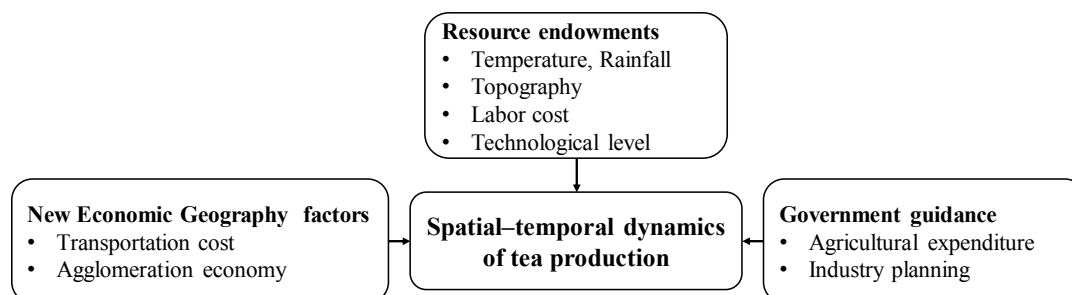 Resource endowments
• Temperature, Rainfall
• Topography
• Labor cost
• Technological level
New Economic Geography factors
• Transportation cost
• Agglomeration economy
Spatial–temporal dynamics
of tea production
Government guidance
• Agricultural expenditure
• Industry planning